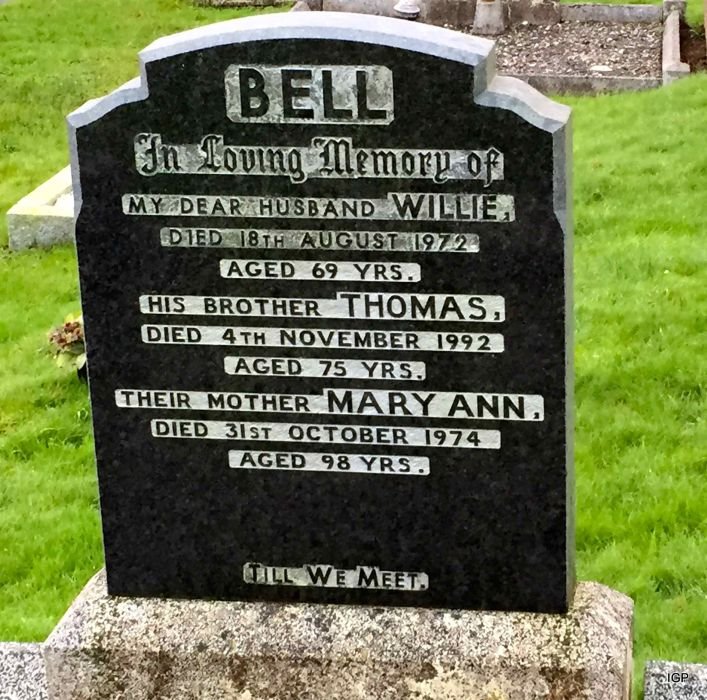 BELL
In Loving Memory of
MY DEAR HUSBAND WILLIE,
DIED 18TH AUGUST 1972
AGED 69 YRS.
HIS BROTHER THOMAS,
DIED 4TH NOVEMBER 1992
AGED 75 YRS.
THEIR MOTHER MARY ANN,
DIED 31ST OCTOBER 1974
AGED 98 YRS.
TILL WE MEET.
IGP